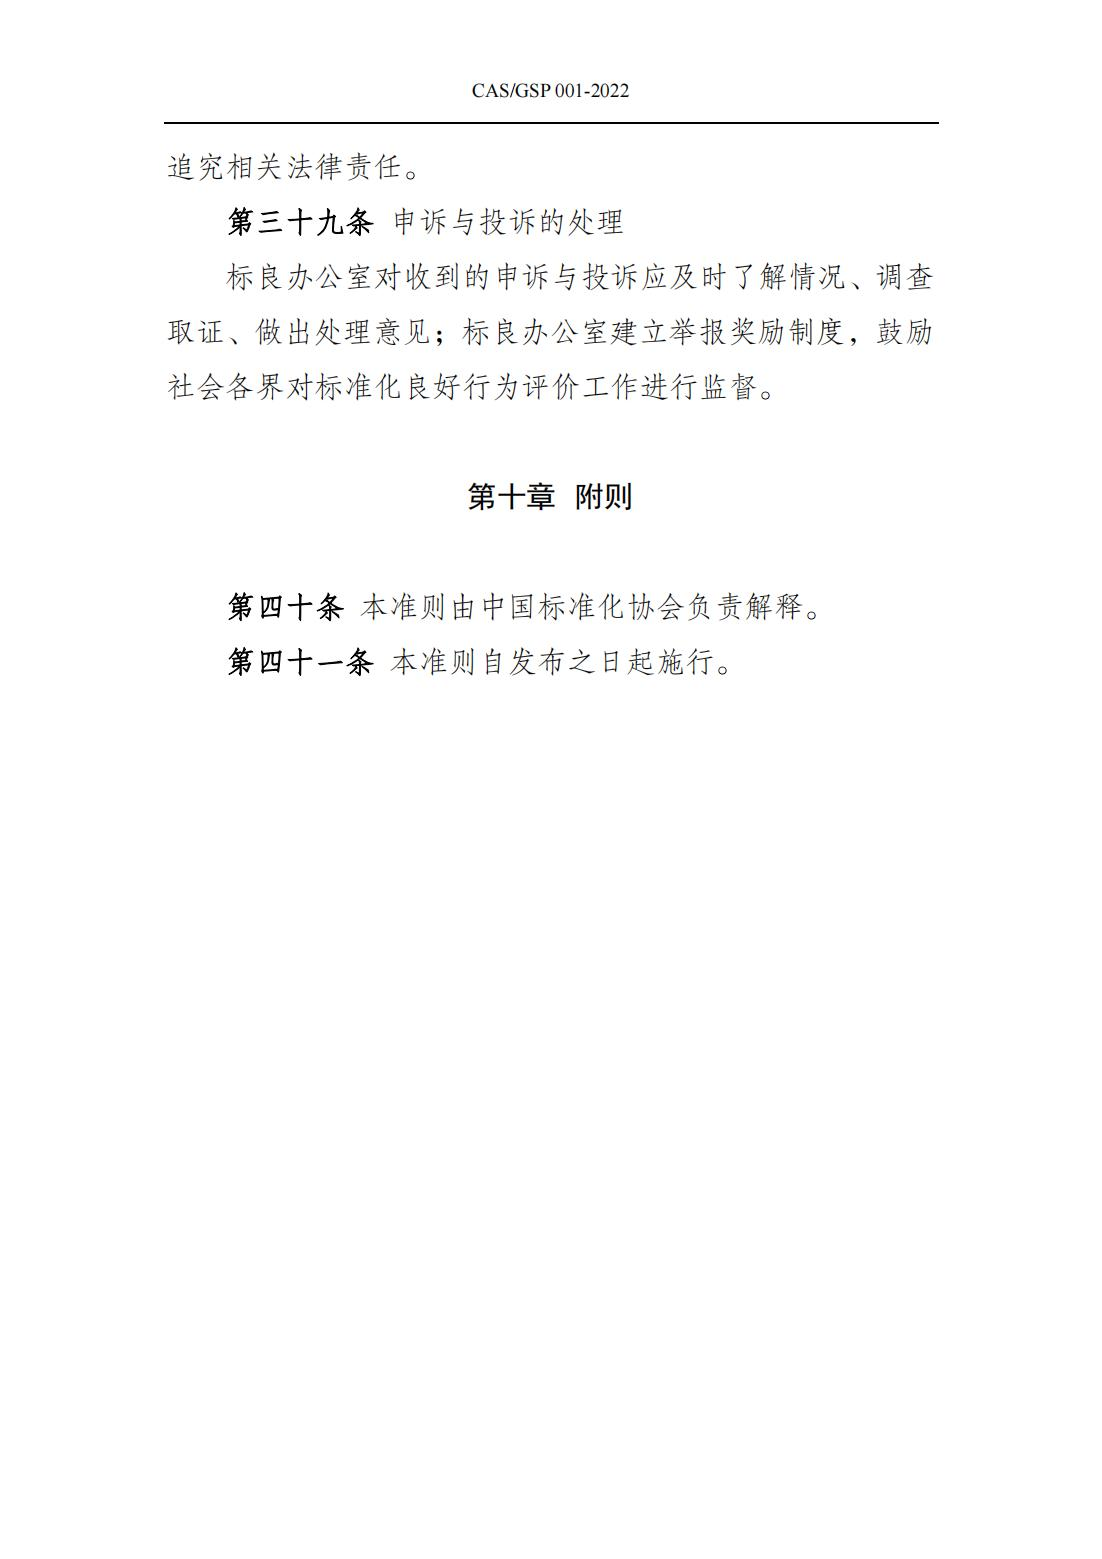 CAS/GSP 001-2022
追究相关法律责任。
第三十九条 申诉与投诉的处理
标良办公室对收到的申诉与投诉应及时了解情况、调查
取证、做出处理意见；标良办公室建立举报奖励制度，鼓励
社会各界对标准化良好行为评价工作进行监督。
第十章 附则
第四十条 本准则由中国标准化协会负责解释。
第四十一条 本准则自发布之日起施行。